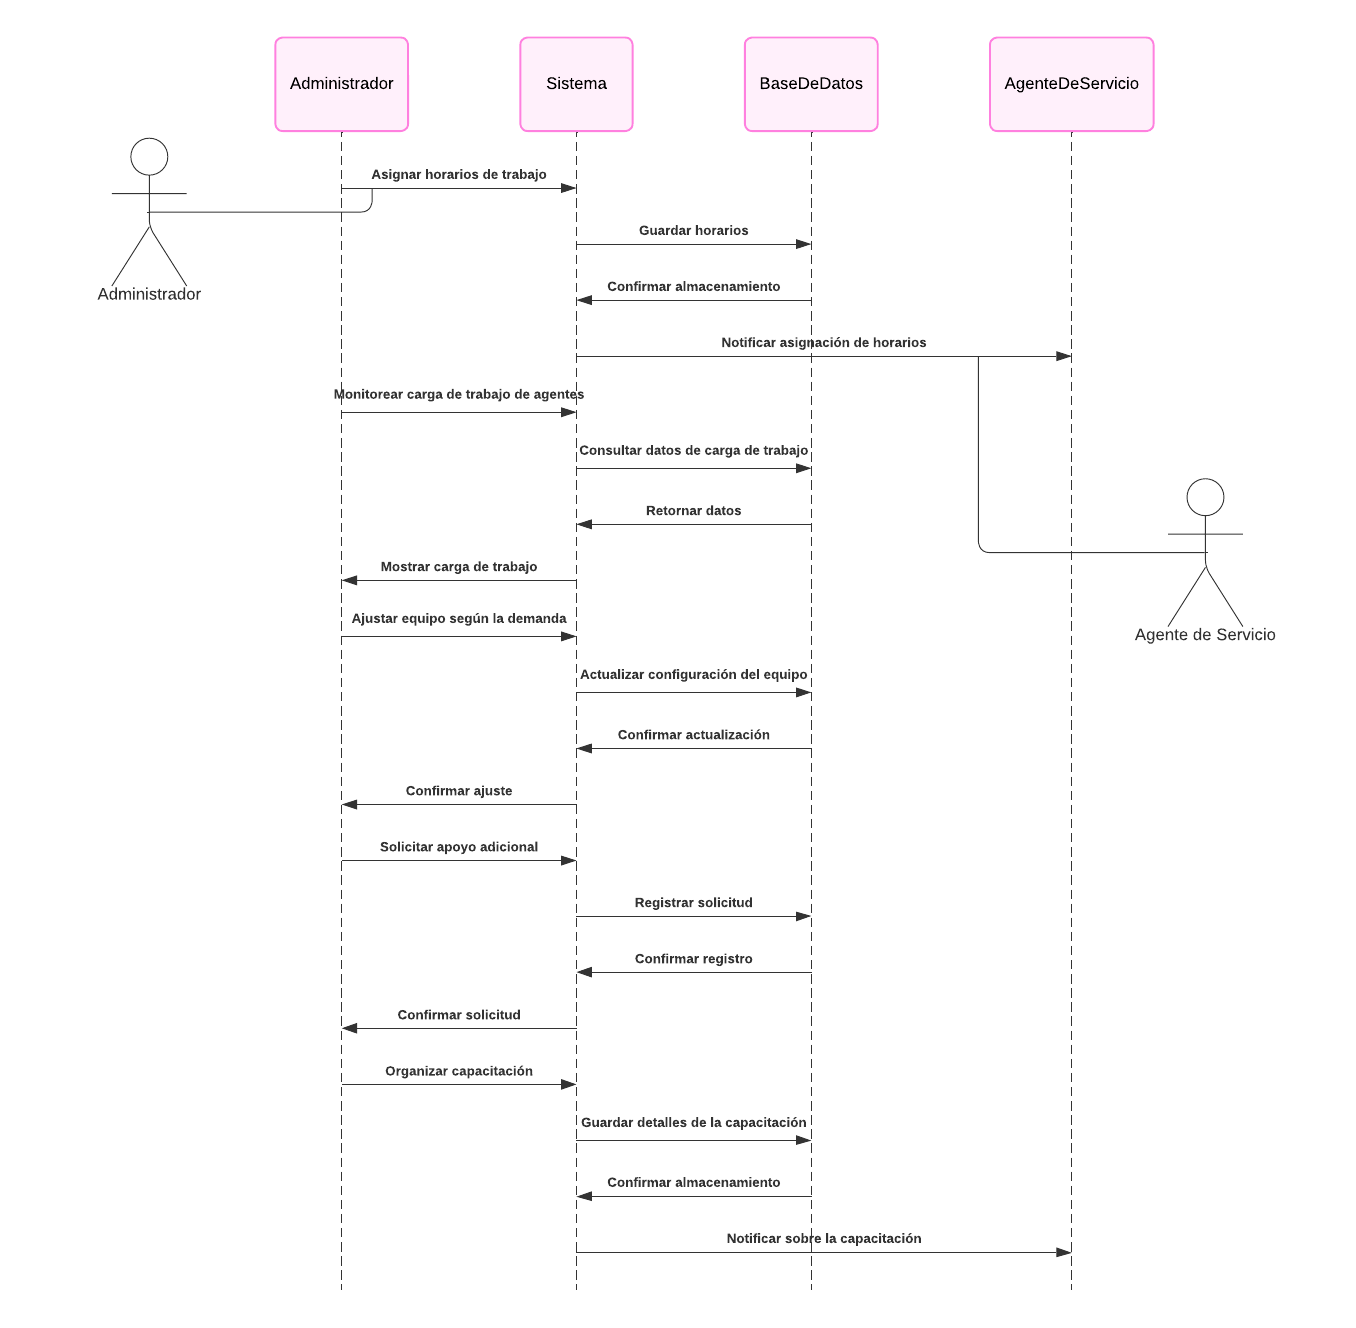 Administrador
Sistema
BaseDeDatos
AgenteDeServicio
Asignar horarios de trabajo
Guardar horarios
Confirmar almacenamiento
Administrador
Notificar asignación de horarios
Monitorear carga de trabajo de agentes
Consultar datos de carga de trabajo
Retornar datos
Mostrar carga de trabajo
Ajustar equipo según la demanda
Agente de Servicio
Actualizar configuración del equipo
Confirmar actualización
Confirmar ajuste
Solicitar apoyo adicional
Registrar solicitud
Confirmar registro
Confirmar solicitud
Organizar capacitación
Guardar detalles de la capacitación
Confirmar almacenamiento
Notificar sobre la capacitación